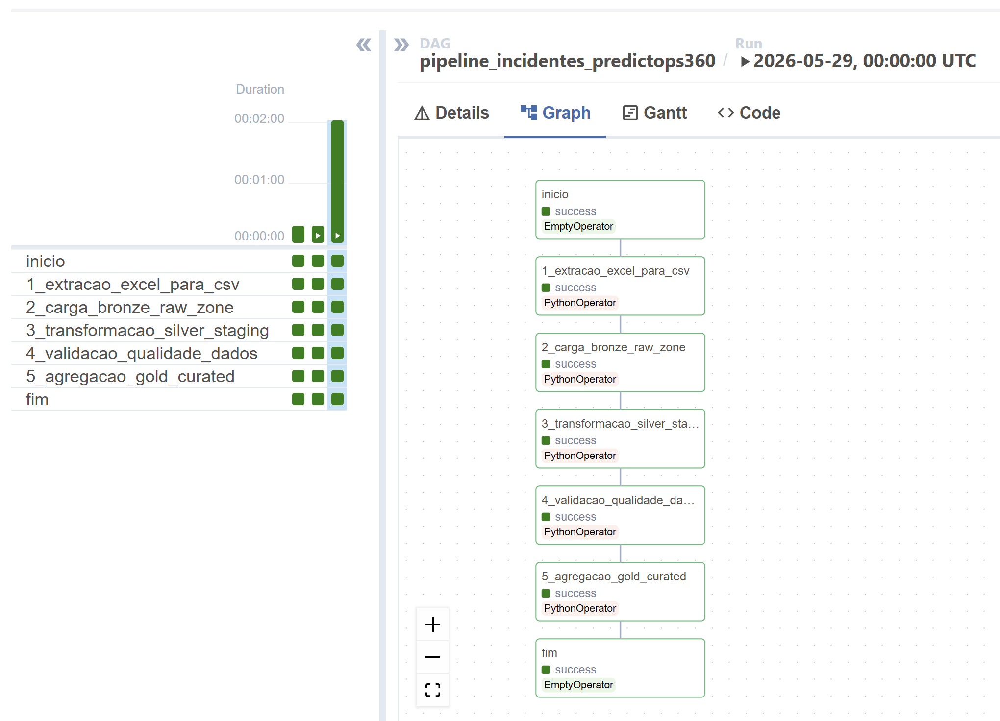 Duration
00:02:00
00:01:00
00:00:00
inicio
1_extracao_excel_para_csv
2_carga_bronze_raw_zone
3_transformacao_silver_staging
4_validacao_qualidade_dados
5_agregacao_gold_curated
fim
DAG
pipeline_incidentes_predictops360 /
Run
2026-05-29, 00:00:00 UTC
Details
Graph
Gantt
Code
inicio
success
EmptyOperator
1_extracao_excel_para_csv
success
PythonOperator
2_carga_bronze_raw_zone
success
PythonOperator
3_transformacao_silver_sta...
success
PythonOperator
4_validacao_qualidade_da...
success
PythonOperator
5_agregacao_gold_curated
success
PythonOperator
fim
success
EmptyOperator